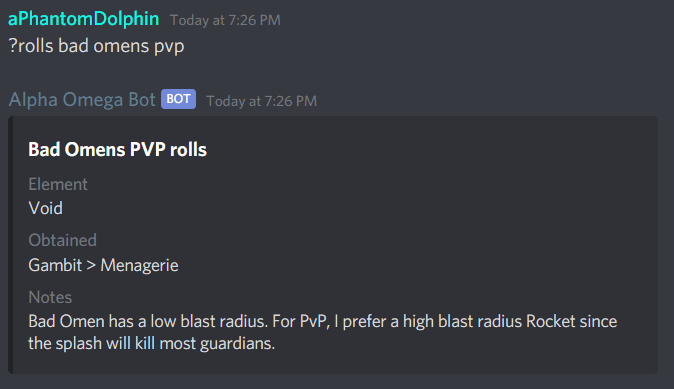 aPhantomDolphin Today at 7:26 PM
?rolls bad omens pvp
Alpha Omega Bot BOT Today at 7:26 PM
Bad Omens PVP rolls
Element
Void
Obtained
Gambit > Menagerie
Notes
Bad Omen has a low blast radius. For PvP, I prefer a high blast radius Rocket since
the splash will kill most guardians.